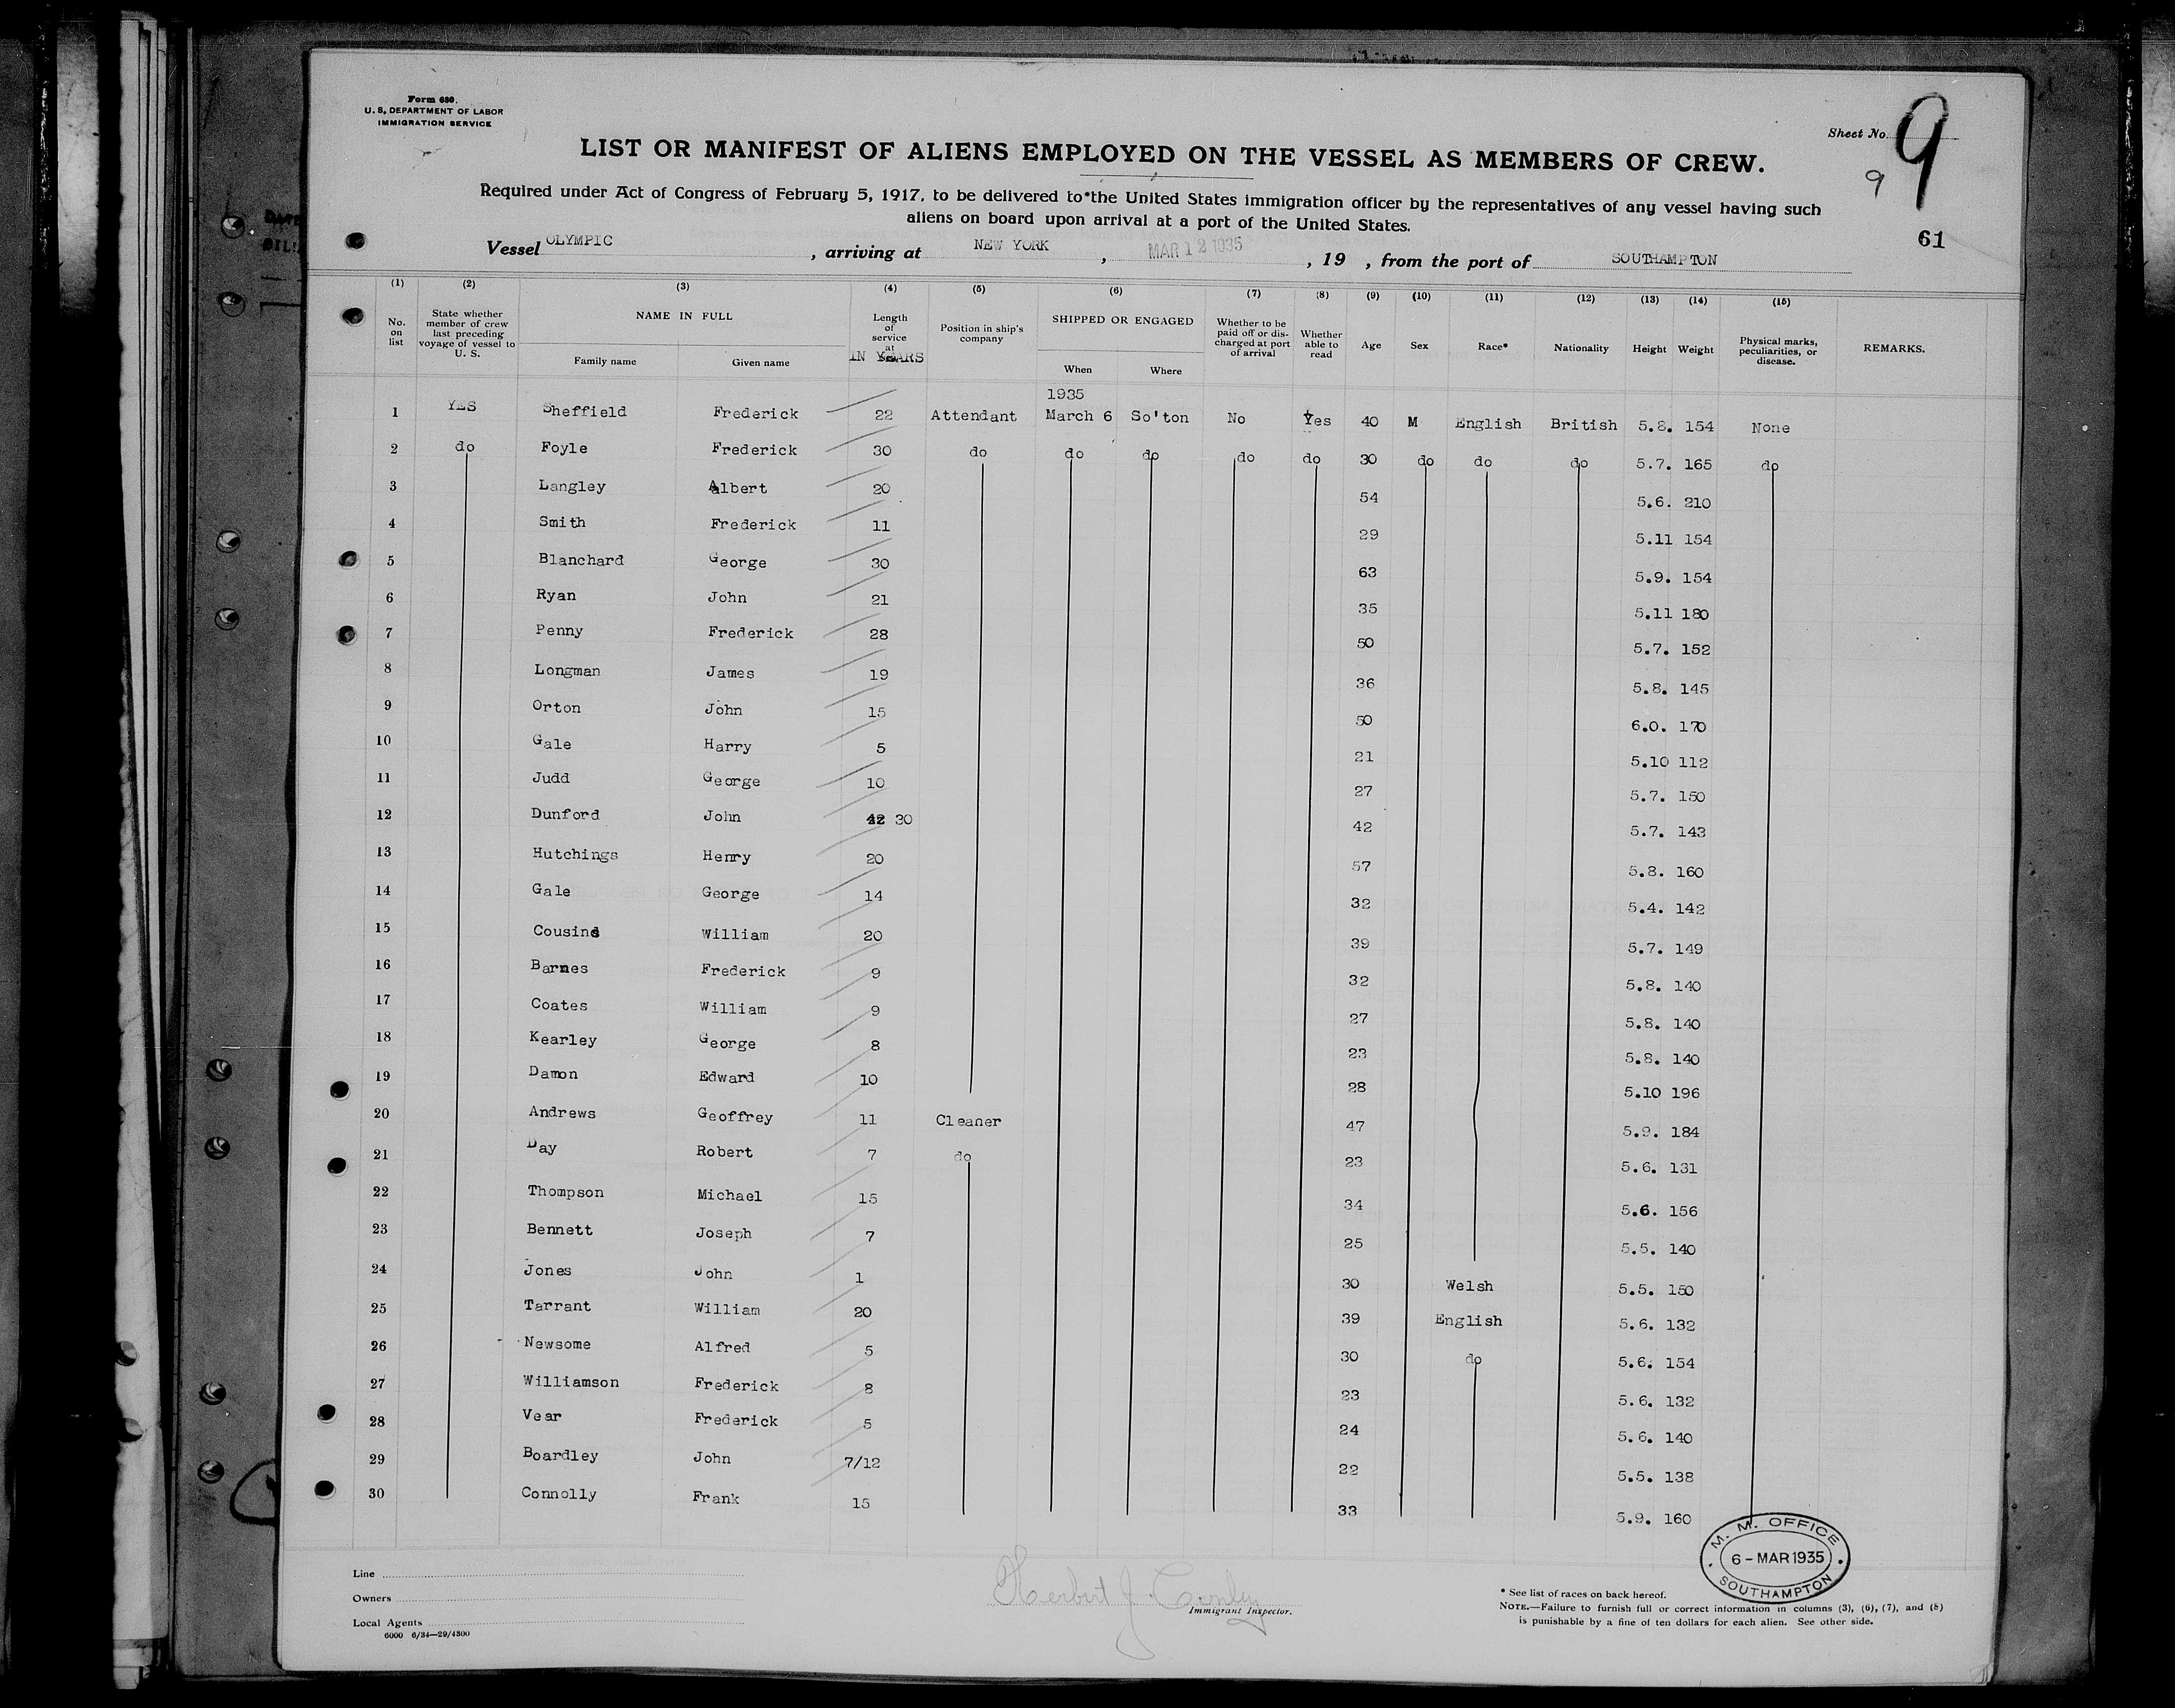 Form 680.
U. S. DEPARTMENT OF LABOR
IMMIGRATION SERVICE
Sheet No. 9
9
61
LIST OR MANIFEST OF ALIENS EMPLOYED ON THE VESSEL AS MEMBERS OF CREW.
Required under Act of Congress of February 5, 1917, to be delivered to the United States immigration officer by the representatives of any vessel having such
aliens on board upon arrival at a port of the United States.
Vessel OLYMPIC , arriving at NEW YORK , MAR 12 1935 , 19 , from the port of SOUTHAMPTON
(1) (2) (3) (4) (5) (6) (7) (8) (9) (10) (11) (12) (13) (14) (15)
No. on list
State whether member of crew last preceding voyage of vessel to U. S.
NAME IN FULL
Family name Given name
Length of service at IN YEARS
Position in ship's company
SHIPPED OR ENGAGED
When Where
Whether to be paid off or discharged at port of arrival
Whether able to read
Age
Sex
Race*
Nationality
Height
Weight
Physical marks, peculiarities, or disease.
REMARKS.
1935
1 YES Sheffield Frederick 22 Attendant March 6 So'ton No Yes 40 M English British 5.8. 154 None
2 do Foyle Frederick 30 do do do do do 30 do do do 5.7. 165 do
3 Langley Albert 20 54 5.6. 210
4 Smith Frederick 11 29 5.11 154
5 Blanchard George 30 63 5.9. 154
6 Ryan John 21 35 5.11 180
7 Penny Frederick 28 50 5.7. 152
8 Longman James 19 36 5.8. 145
9 Orton John 15 50 6.0. 170
10 Gale Harry 5 21 5.10 112
11 Judd George 10 27 5.7. 150
12 Dunford John 42 30 42 5.7. 143
13 Hutchings Henry 20 57 5.8. 160
14 Gale George 14 32 5.4. 142
15 Cousins William 20 39 5.7. 149
16 Barnes Frederick 9 32 5.8. 140
17 Coates William 9 27 5.8. 140
18 Kearley George 8 23 5.8. 140
19 Damon Edward 10 28 5.10 196
20 Andrews Geoffrey 11 Cleaner 47 5.9. 184
21 Day Robert 7 do 23 5.6. 131
22 Thompson Michael 15 34 5.6. 156
23 Bennett Joseph 7 25 5.5. 140
24 Jones John 1 30 Welsh 5.5. 150
25 Tarrant William 20 39 English 5.6. 132
26 Newsome Alfred 5 30 do 5.6. 154
27 Williamson Frederick 8 23 5.6. 132
28 Vear Frederick 5 24 5.6. 140
29 Boardley John 7/12 22 5.5. 138
30 Connolly Frank 15 33 5.9. 160
M. M. OFFICE
6 - MAR 1935
SOUTHAMPTON
Line
Owners
Local Agents
6000 6/34—29/4300
Herbert J. Conly
Immigrant Inspector.
* See list of races on back hereof.
NOTE.—Failure to furnish full or correct information in columns (3), (6), (7), and (8)
is punishable by a fine of ten dollars for each alien. See other side.